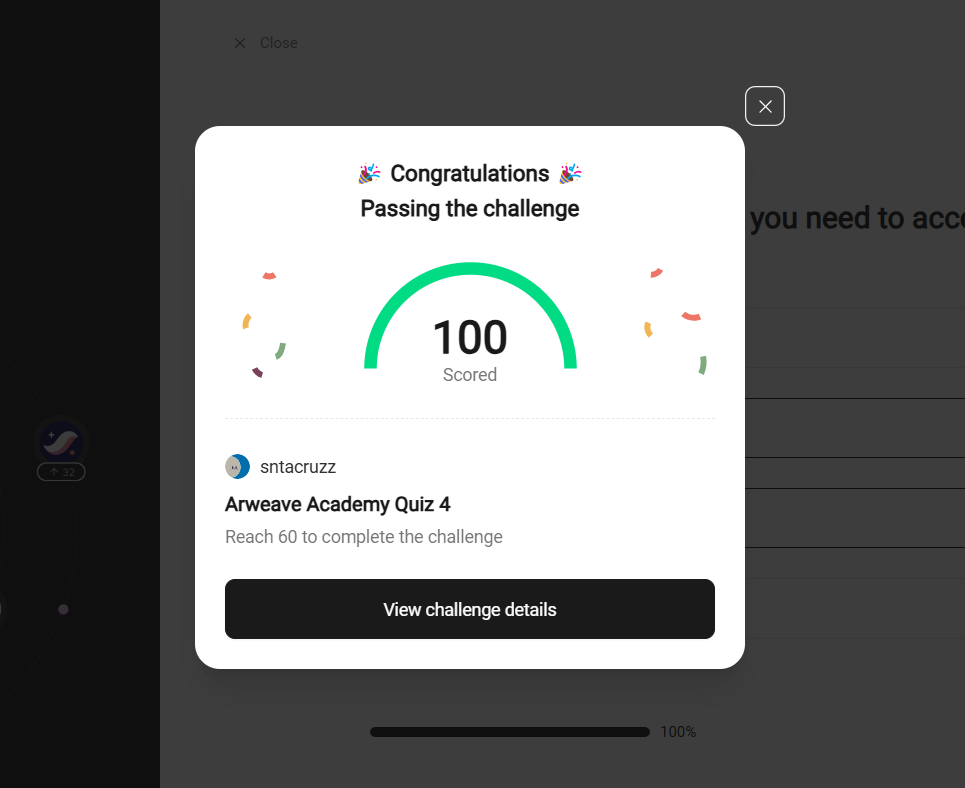 Close
🎉 Congratulations 🎉
Passing the challenge
you need to acc
100
Scored
32
sntacruzz
Arweave Academy Quiz 4
Reach 60 to complete the challenge
View challenge details
100%